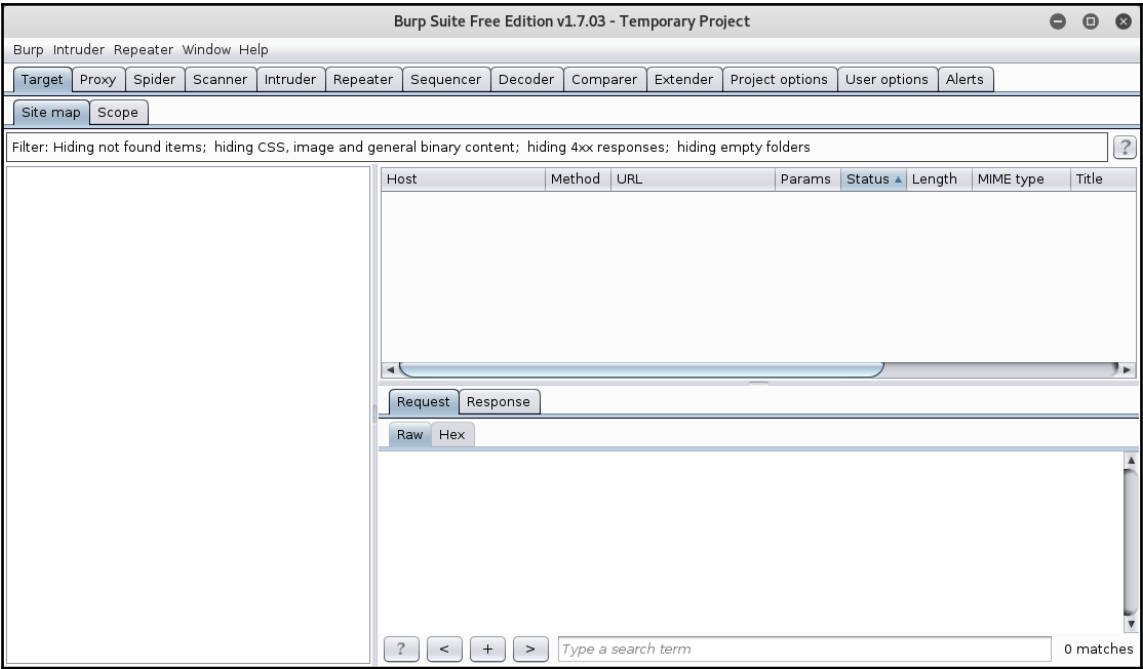 Burp Suite Free Edition v1.7.03 - Temporary Project
Burp Intruder Repeater Window Help
Target Proxy Spider Scanner Intruder Repeater Sequencer Decoder Comparer Extender Project options User options Alerts
Site map Scope
Filter: Hiding not found items; hiding CSS, image and general binary content; hiding 4xx responses; hiding empty folders ?
Host Method URL Params Status Length MIME type Title
Request Response
Raw Hex
? < + > Type a search term 0 matches